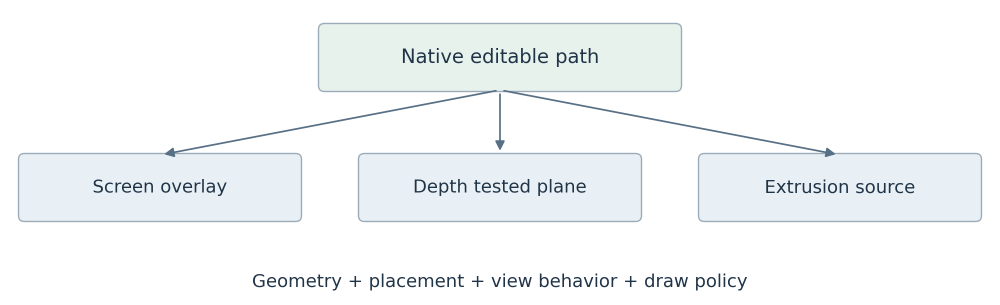 Native editable path
Screen overlay
Depth tested plane
Extrusion source
Geometry + placement + view behavior + draw policy